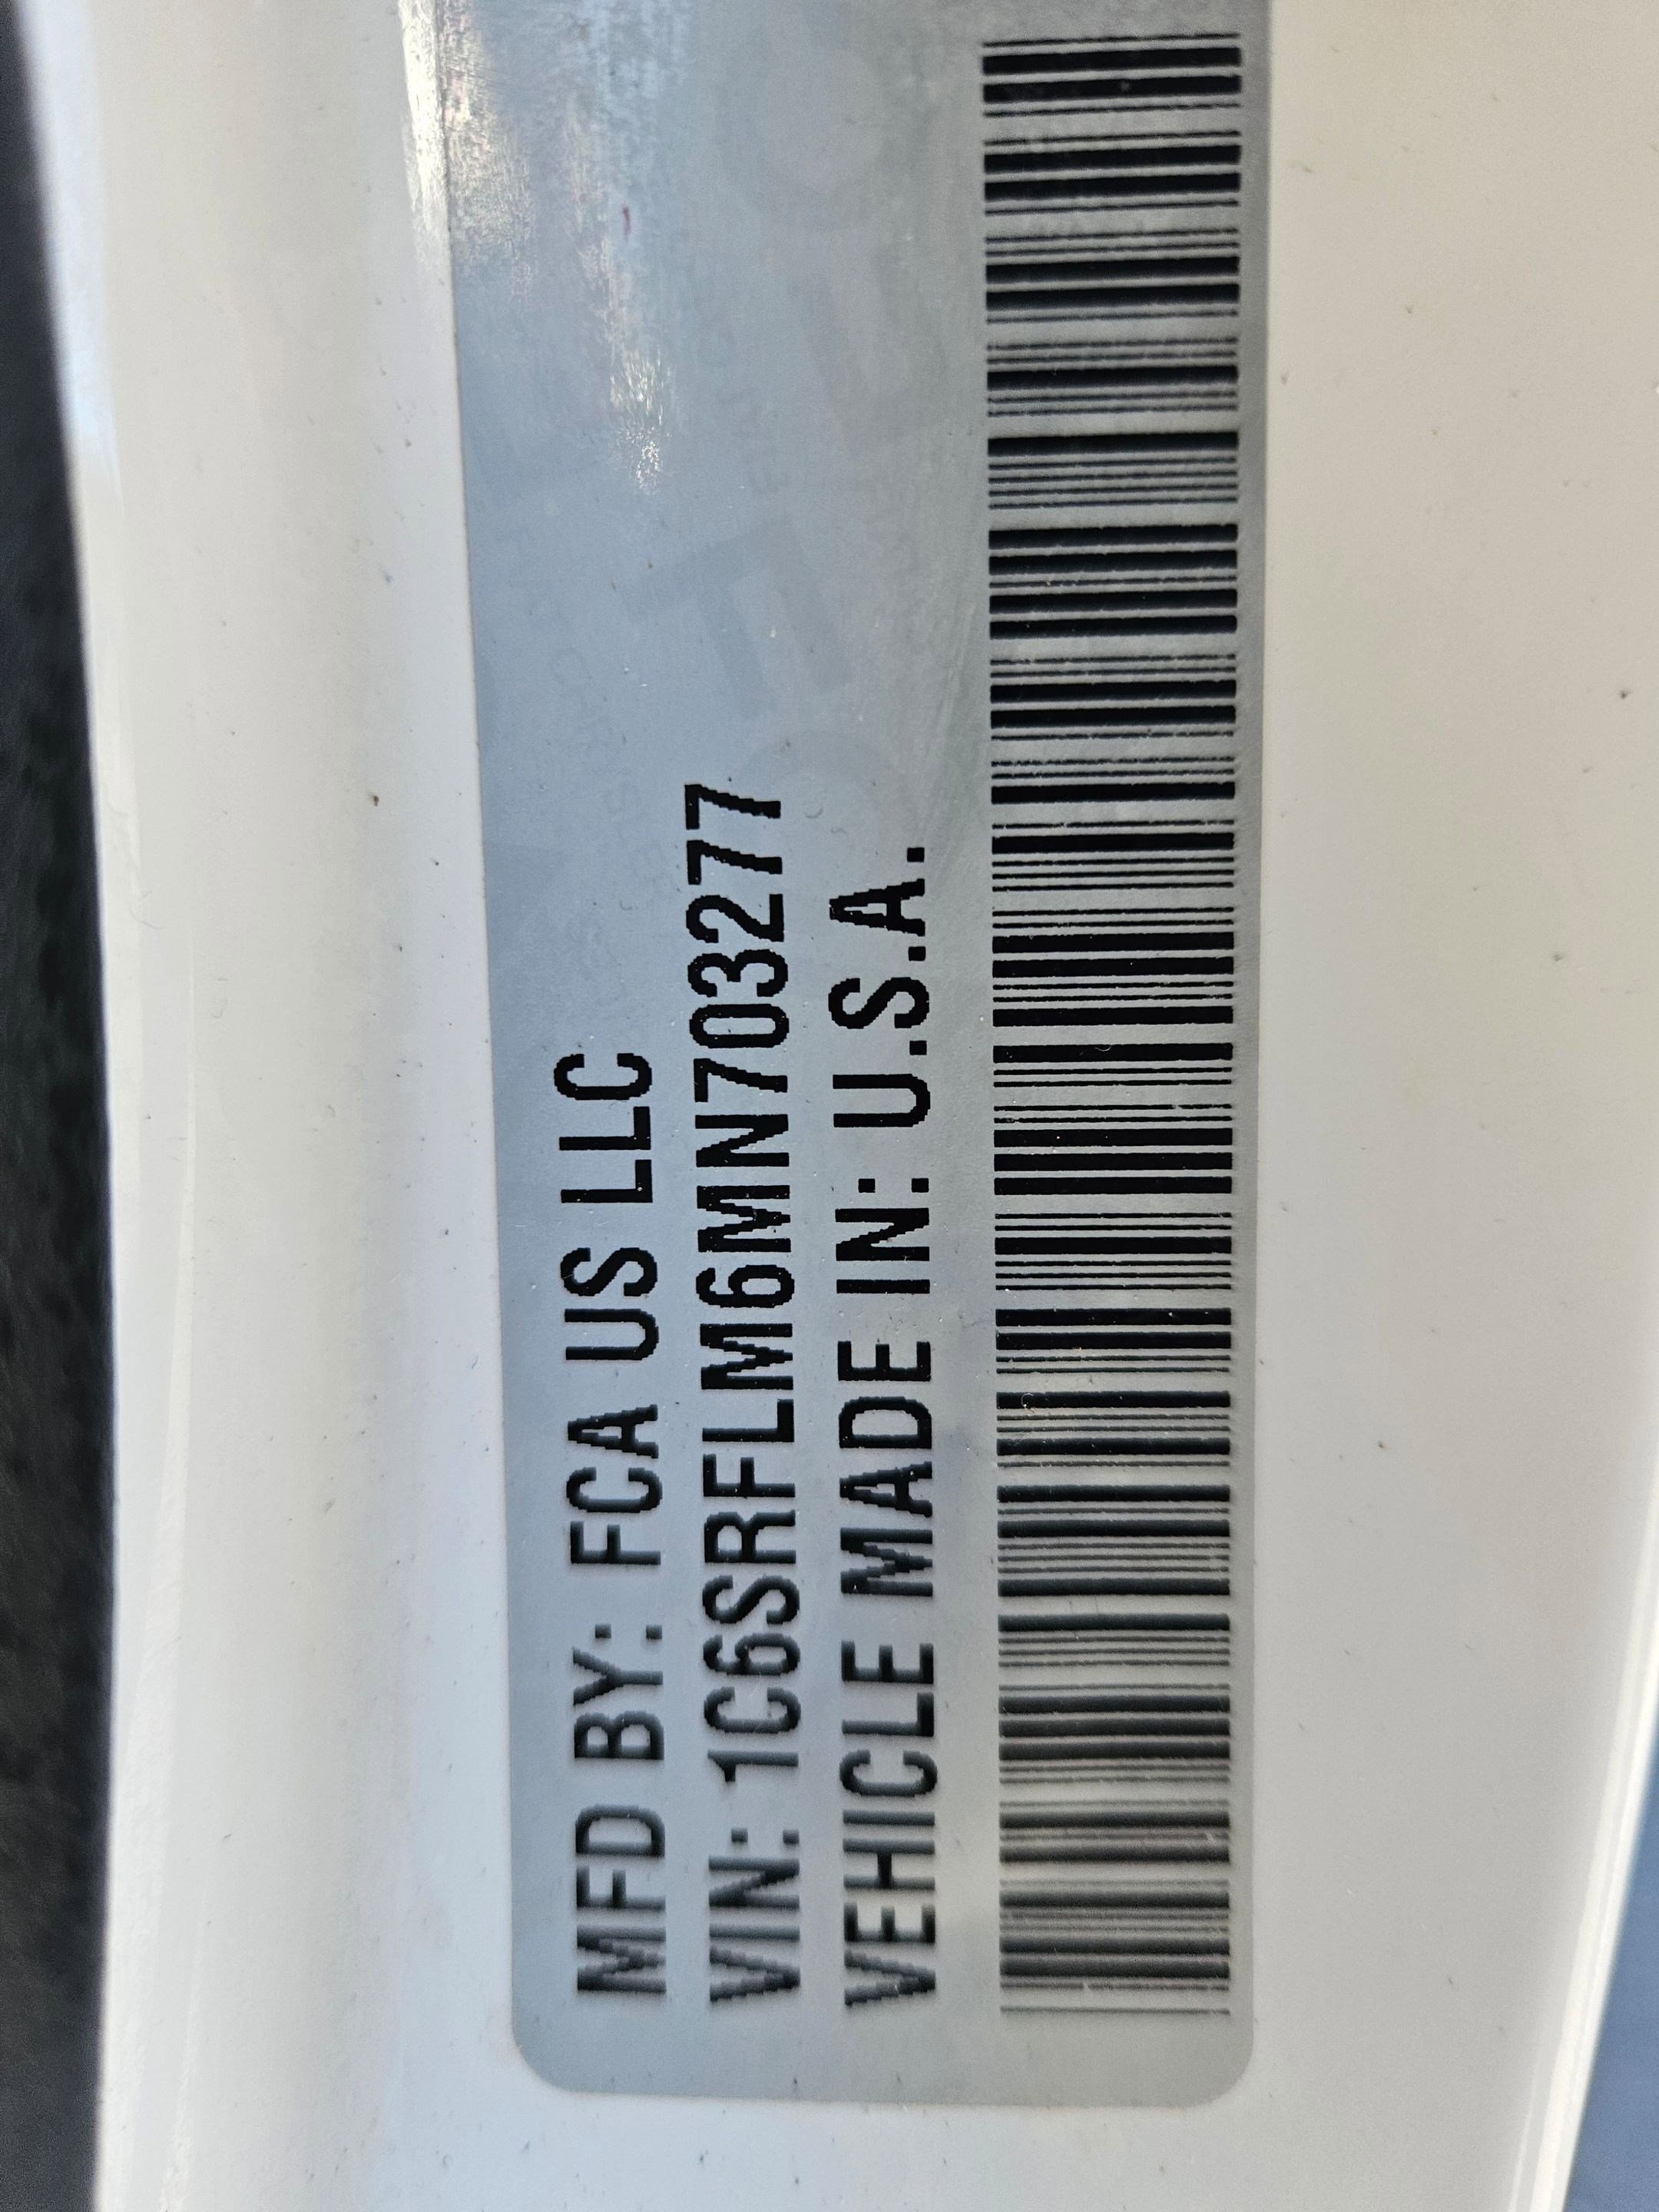 MFD BY: FCA US LLC
VIN: 1C6SRFLM6MN703277
VEHICLE MADE IN: U.S.A.